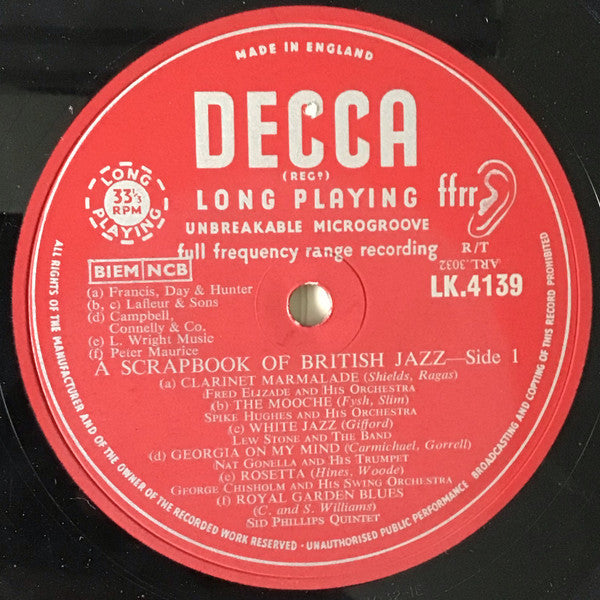 MADE IN ENGLAND
DECCA
(REGD)
LONG PLAYING
33 1/3
RPM
LONG PLAYING
ffrr
UNBREAKABLE MICROGROOVE
full frequency range recording
R/T
ARL.3032
BIEM NCB
LK.4139
(a) Francis, Day & Hunter
(b, c) Lafleur & Sons
(d) Campbell,
Connelly & Co.
(e) L. Wright Music
(f) Peter Maurice
A SCRAPBOOK OF BRITISH JAZZ—Side 1
(a) CLARINET MARMALADE (Shields, Ragas)
FRED ELIZADE AND HIS ORCHESTRA
(b) THE MOOCHE (Fysh, Slim)
SPIKE HUGHES AND HIS ORCHESTRA
(c) WHITE JAZZ (Gifford)
LEW STONE AND THE BAND
(d) GEORGIA ON MY MIND (Carmichael, Gorrell)
NAT GONELLA AND HIS TRUMPET
(e) ROSETTA (Hines, Woode)
GEORGE CHISHOLM AND HIS SWING ORCHESTRA
(f) ROYAL GARDEN BLUES
(C. and S. Williams)
SID PHILLIPS QUINTET
ALL RIGHTS OF THE MANUFACTURER AND OF THE OWNER OF THE RECORDED WORK RESERVED - UNAUTHORISED PUBLIC PERFORMANCE BROADCASTING AND COPYING OF THIS RECORD PROHIBITED